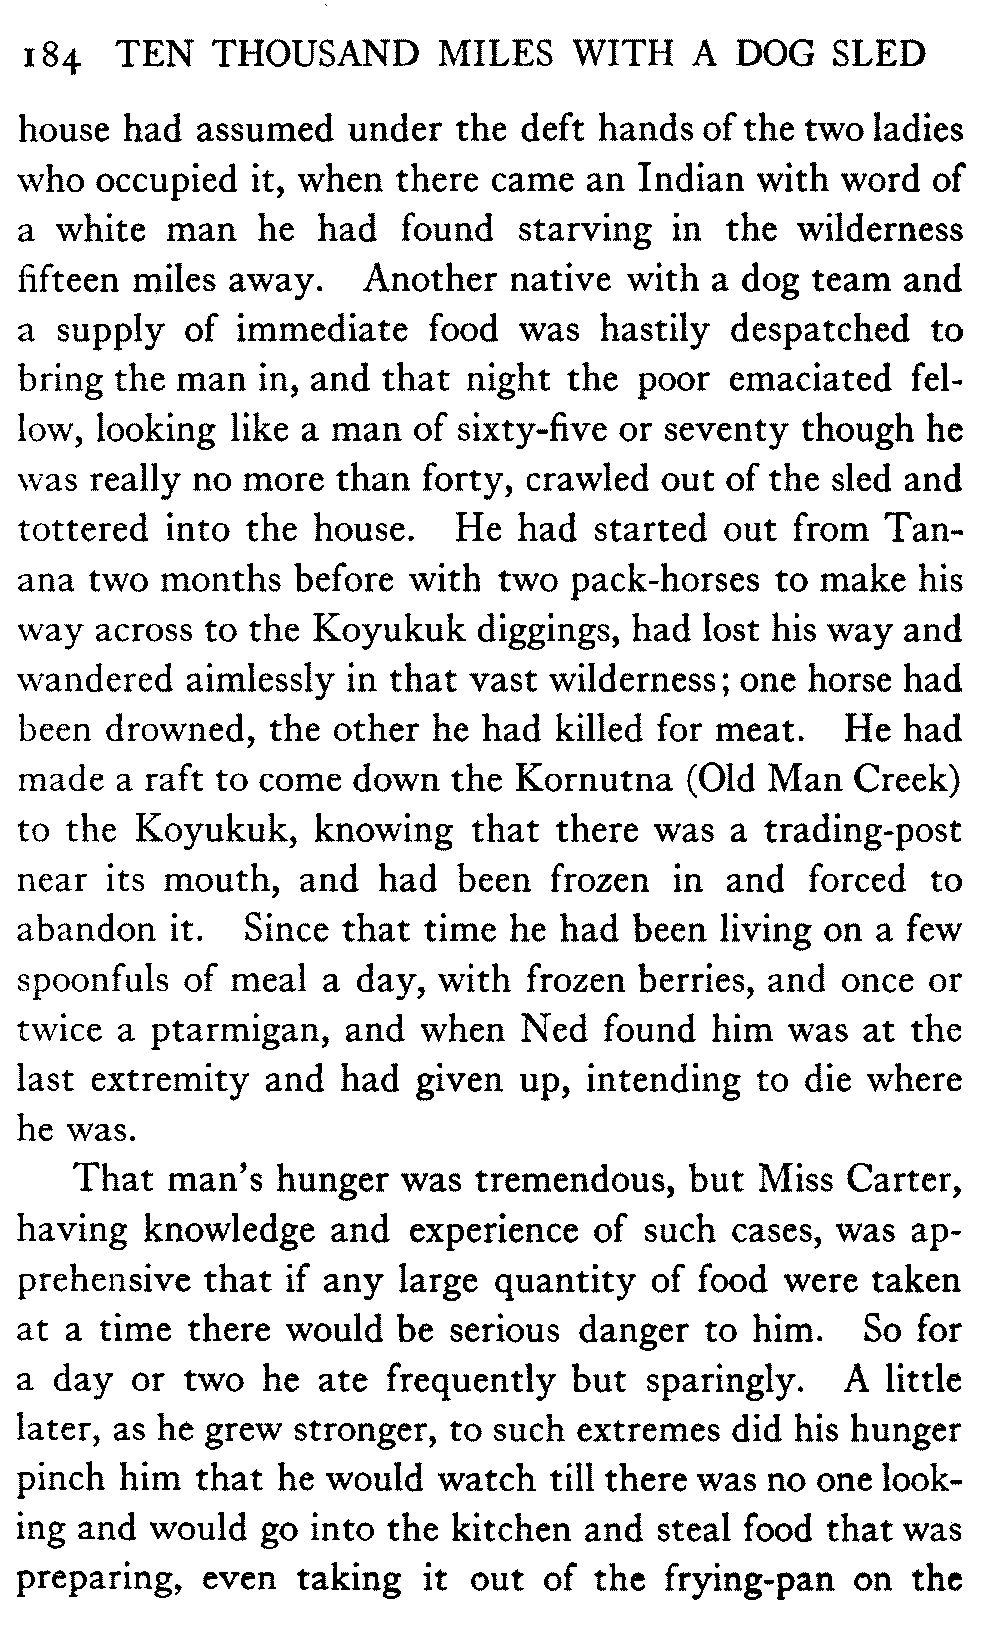 184 TEN THOUSAND MILES WITH A DOG SLED
house had assumed under the deft hands of the two ladies
who occupied it, when there came an Indian with word of
a white man he had found starving in the wilderness
fifteen miles away. Another native with a dog team and
a supply of immediate food was hastily despatched to
bring the man in, and that night the poor emaciated fel-
low, looking like a man of sixty-five or seventy though he
was really no more than forty, crawled out of the sled and
tottered into the house. He had started out from Tan-
ana two months before with two pack-horses to make his
way across to the Koyukuk diggings, had lost his way and
wandered aimlessly in that vast wilderness; one horse had
been drowned, the other he had killed for meat. He had
made a raft to come down the Kornutna (Old Man Creek)
to the Koyukuk, knowing that there was a trading-post
near its mouth, and had been frozen in and forced to
abandon it. Since that time he had been living on a few
spoonfuls of meal a day, with frozen berries, and once or
twice a ptarmigan, and when Ned found him was at the
last extremity and had given up, intending to die where
he was.
That man's hunger was tremendous, but Miss Carter,
having knowledge and experience of such cases, was ap-
prehensive that if any large quantity of food were taken
at a time there would be serious danger to him. So for
a day or two he ate frequently but sparingly. A little
later, as he grew stronger, to such extremes did his hunger
pinch him that he would watch till there was no one look-
ing and would go into the kitchen and steal food that was
preparing, even taking it out of the frying-pan on the